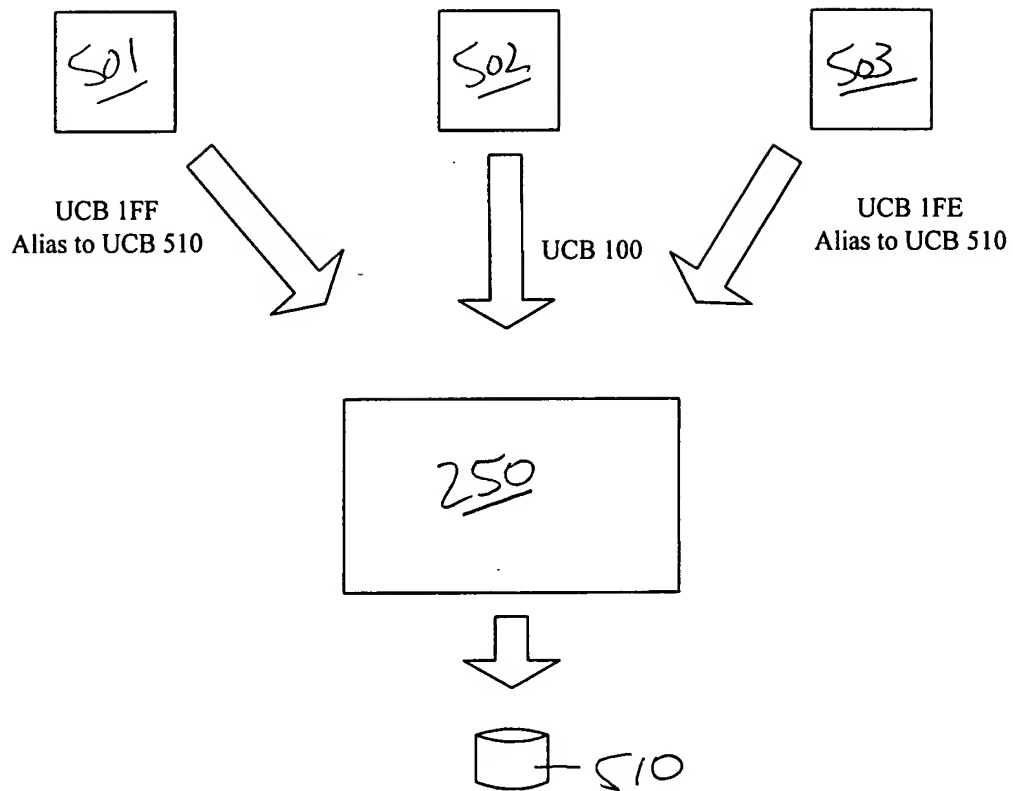 501
502
503
UCB 1FF
Alias to UCB 510
UCB 100
UCB 1FE
Alias to UCB 510
250
510